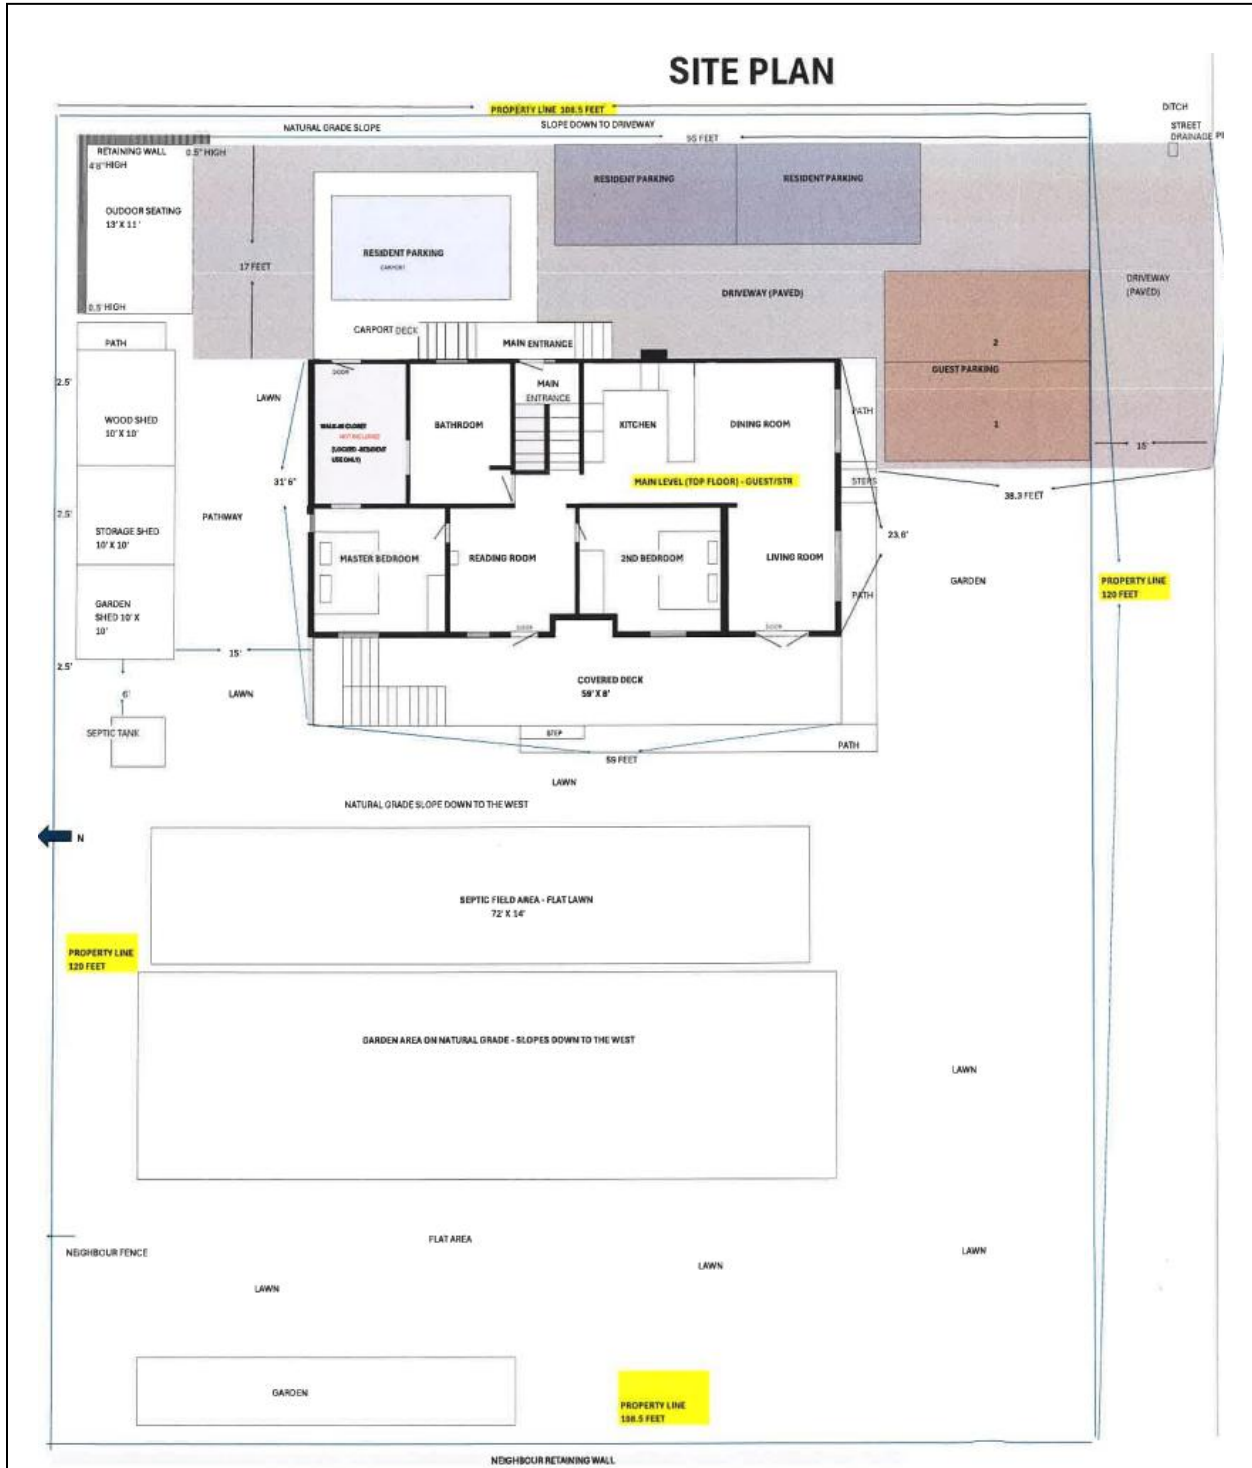 SITE PLAN
PROPERTY LINE 108.5 FEET
DITCH
NATURAL GRADE SLOPE
SLOPE DOWN TO DRIVEWAY
STREET
DRAINAGE
95 FEET
RETAINING WALL
0.5" HIGH
4'8" HIGH
RESIDENT PARKING
RESIDENT PARKING
OUDOOR SEATING
13' X 11'
RESIDENT PARKING
CARPORT
17 FEET
DRIVEWAY (PAVED)
DRIVEWAY
(PAVED)
0.5' HIGH
CARPORT DECK
MAIN ENTRANCE
PATH
2
GUEST PARKING
1
2.5'
DOOR
MAIN
ENTRANCE
LAWN
PATH
WOOD SHED
10' X 10'
WALK-IN CLOSET
NOT INCLUDED
(LOCKED -RESIDENT
USE ONLY)
BATHROOM
KITCHEN
DINING ROOM
15'
31' 6"
MAIN LEVEL (TOP FLOOR) - GUEST/STR
STEPS
38.3 FEET
2.5'
PATHWAY
STORAGE SHED
10' X 10'
23.6'
MASTER BEDROOM
READING ROOM
2ND BEDROOM
LIVING ROOM
GARDEN
PROPERTY LINE
120 FEET
GARDEN
SHED 10' X
10'
PATH
DOOR
DOOR
15'
2.5'
COVERED DECK
59' X 8'
6'
LAWN
SEPTIC TANK
STEP
PATH
59 FEET
LAWN
NATURAL GRADE SLOPE DOWN TO THE WEST
N
SEPTIC FIELD AREA - FLAT LAWN
72' X 14'
PROPERTY LINE
120 FEET
GARDEN AREA ON NATURAL GRADE - SLOPES DOWN TO THE WEST
LAWN
FLAT AREA
NEIGHBOUR FENCE
LAWN
LAWN
LAWN
GARDEN
PROPERTY LINE
108.5 FEET
NEIGHBOUR RETAINING WALL